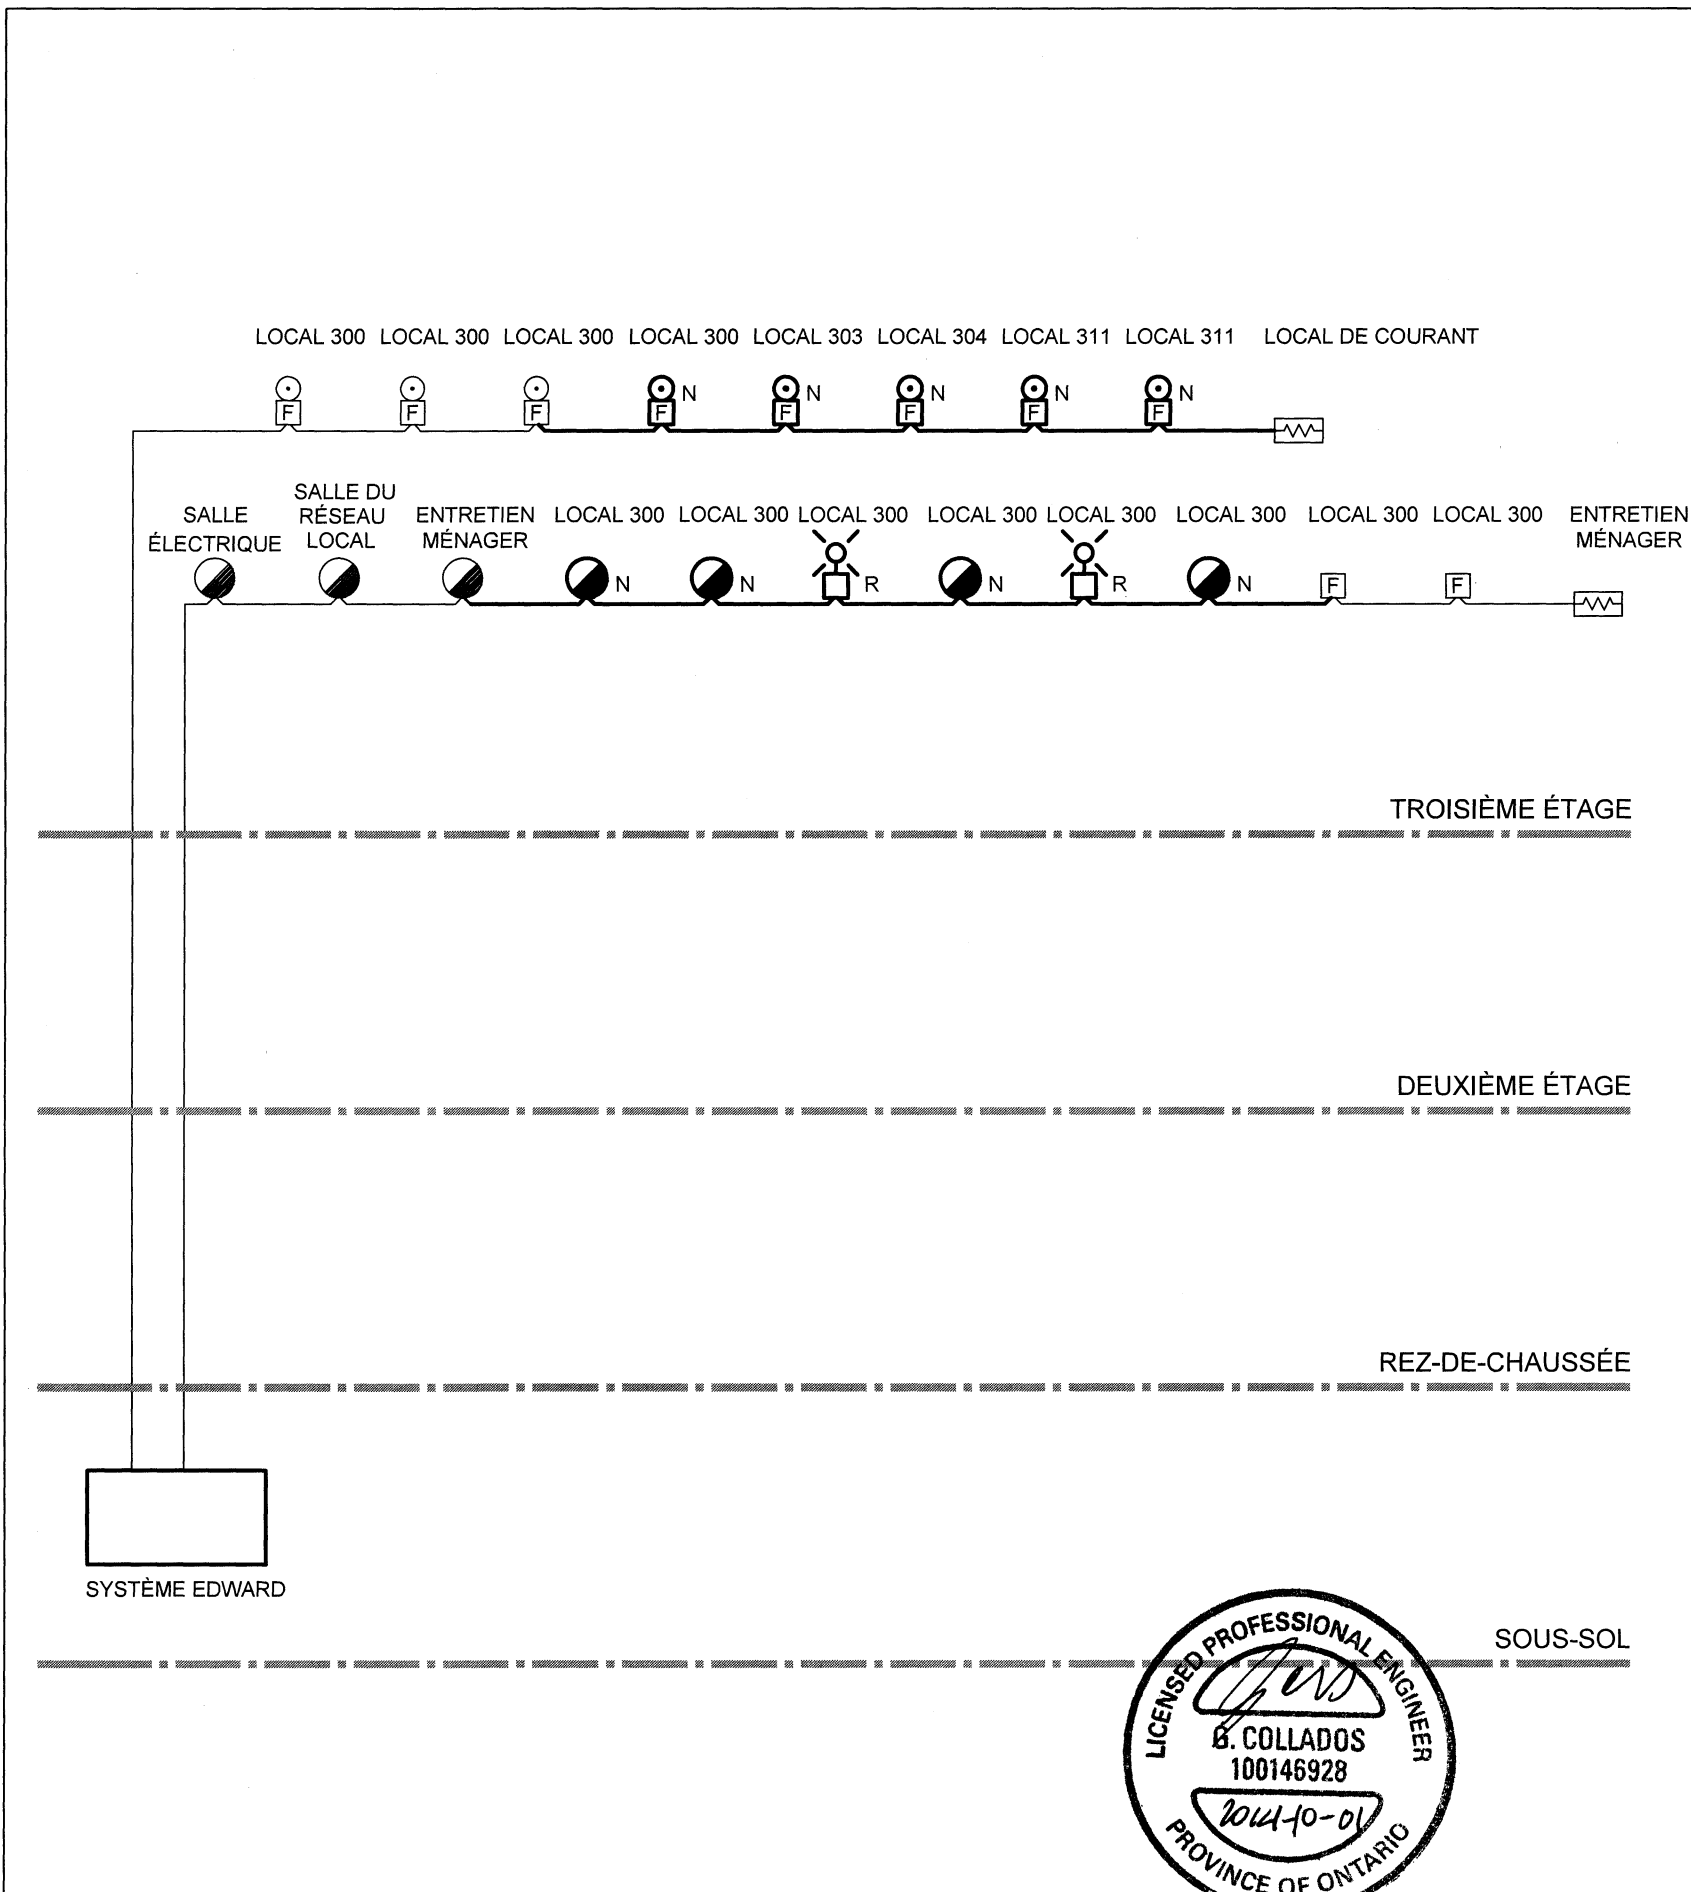 LOCAL 300 LOCAL 300 LOCAL 300 LOCAL 300 LOCAL 303 LOCAL 304 LOCAL 311 LOCAL 311 LOCAL DE COURANT
N N N N N
F F F F F F F F
SALLE ÉLECTRIQUE
SALLE DU RÉSEAU LOCAL
ENTRETIEN MÉNAGER
LOCAL 300 LOCAL 300 LOCAL 300 LOCAL 300 LOCAL 300 LOCAL 300 LOCAL 300 LOCAL 300
ENTRETIEN MÉNAGER
N N R N R N F F
TROISIÈME ÉTAGE
DEUXIÈME ÉTAGE
REZ-DE-CHAUSSÉE
SYSTÈME EDWARD
SOUS-SOL
LICENSED PROFESSIONAL ENGINEER
G. COLLADOS
100146928
2014-10-01
PROVINCE OF ONTARIO